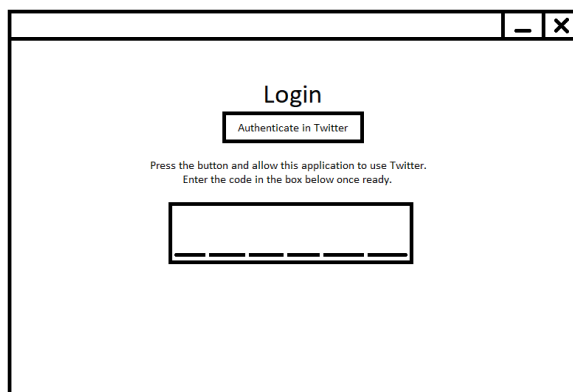 Login
Authenticate in Twitter
Press the button and allow this application to use Twitter.
Enter the code in the box below once ready.